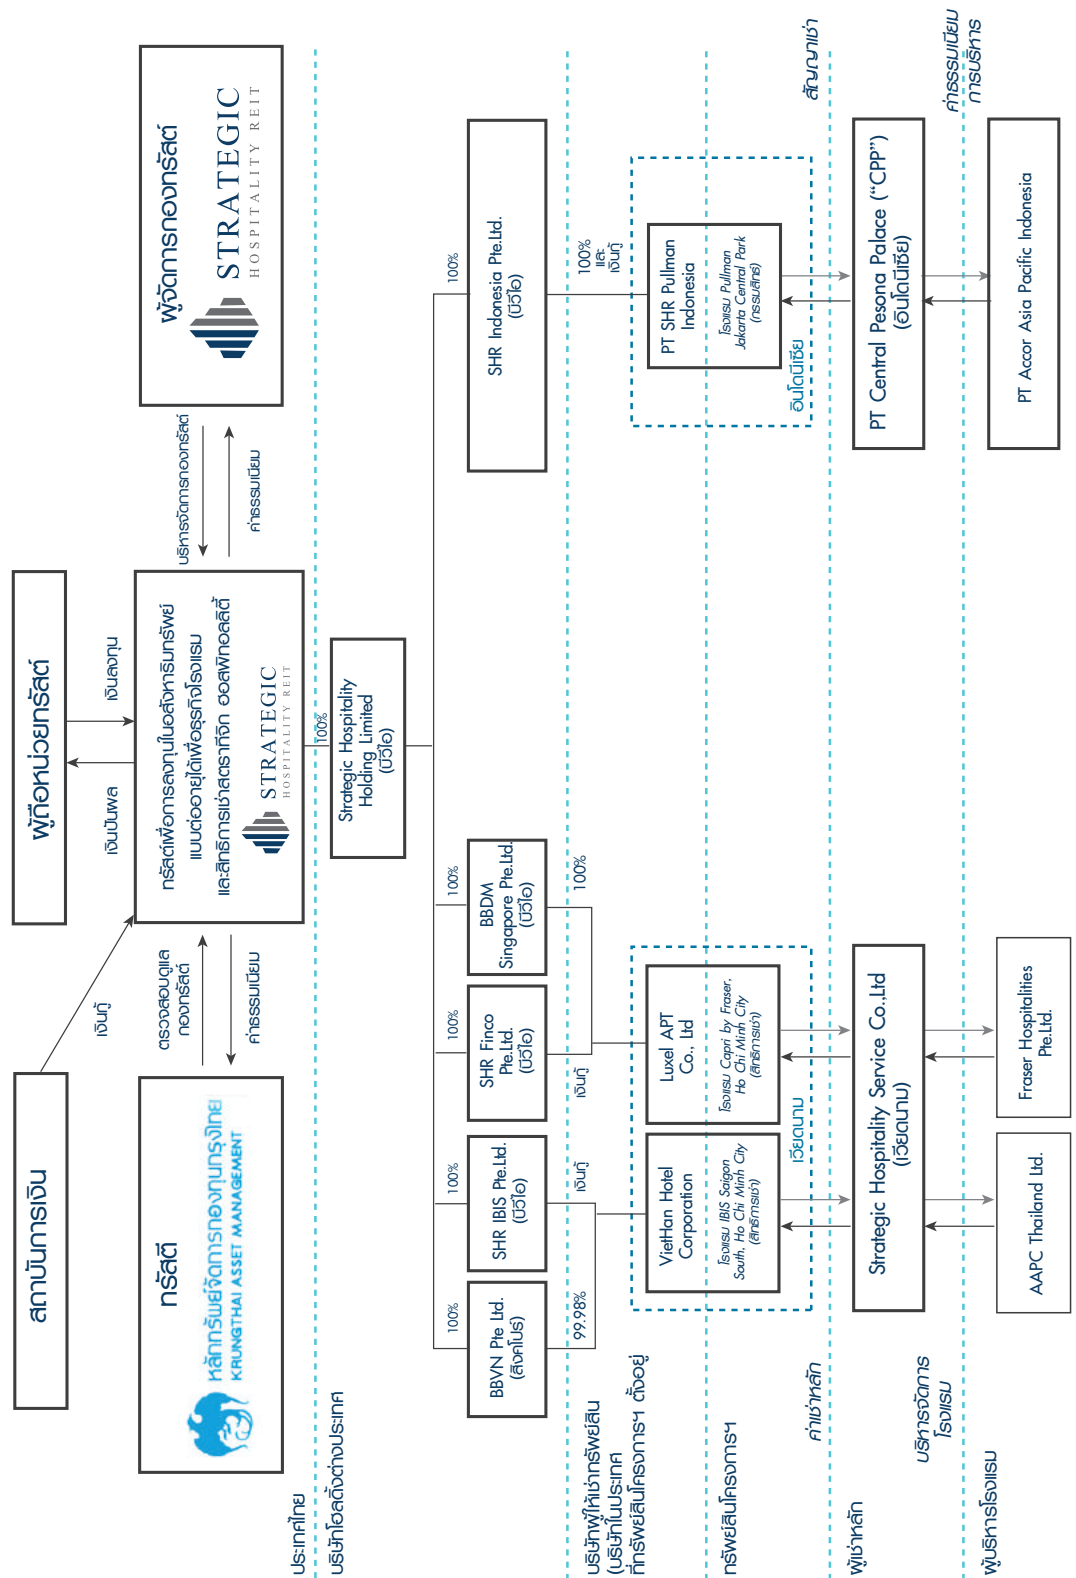 สถาบันการเงิน
ผู้ถือหน่วยทรัสต์
เงินกู้
เงินปันผล
เงินลงทุน
ทรัสตี
หลักทรัพย์จัดการกองทุนกรุงไทย
KRUNGTHAI ASSET MANAGEMENT
ตรวจสอบดูแล
กองทรัสต์
ค่าธรรมเนียม
ทรัสต์เพื่อการลงทุนในอสังหาริมทรัพย์
แบบต่ออายุได้เพื่อธุรกิจโรงแรม
และสิทธิการเช่าสตราทีจิก ฮอสพิทอลลิตี้
STRATEGIC
HOSPITALITY REIT
บริหารจัดการกองทรัสต์
ค่าธรรมเนียม
ผู้จัดการกองทรัสต์
STRATEGIC
HOSPITALITY REIT
ประเทศไทย
บริษัทโฮลดิ้งต่างประเทศ
100%
Strategic Hospitality
Holding Limited
(บีวีไอ)
100%
100%
100%
100%
100%
BBVN Pte Ltd.
(สิงคโปร์)
SHR IBIS Pte.Ltd.
(บีวีไอ)
SHR Finco
Pte.Ltd.
(บีวีไอ)
BBDM
Singapore Pte.Ltd.
(บีวีไอ)
SHR Indonesia Pte.Ltd.
(บีวีไอ)
99.98%
เงินกู้
เงินกู้
100%
100%
และ
เงินกู้
บริษัทผู้ให้เช่าทรัพย์สิน
(บริษัทในประเทศ
ที่ทรัพย์สินโครงการฯ ตั้งอยู่
VietHan Hotel
Corporation
Luxel APT
Co., Ltd
PT SHR Pullman
Indonesia
ทรัพย์สินโครงการฯ
โรงแรม IBIS Saigon
South, Ho Chi Minh City
(สิทธิการเช่า)
โรงแรม Capri by Fraser,
Ho Chi Minh City
(สิทธิการเช่า)
โรงแรม Pullman
Jakarta Central Park
(กรรมสิทธิ์)
เวียดนาม
อินโดนีเซีย
ค่าเช่าหลัก
สัญญาเช่า
ผู้เช่าหลัก
Strategic Hospitality Service Co.,Ltd
(เวียดนาม)
PT Central Pesona Palace (“CPP”)
(อินโดนีเซีย)
บริหารจัดการ
โรงแรม
ค่าธรรมเนียม
การบริหาร
ผู้บริหารโรงแรม
AAPC Thailand Ltd.
Fraser Hospitalities
Pte.Ltd.
PT Accor Asia Pacific Indonesia